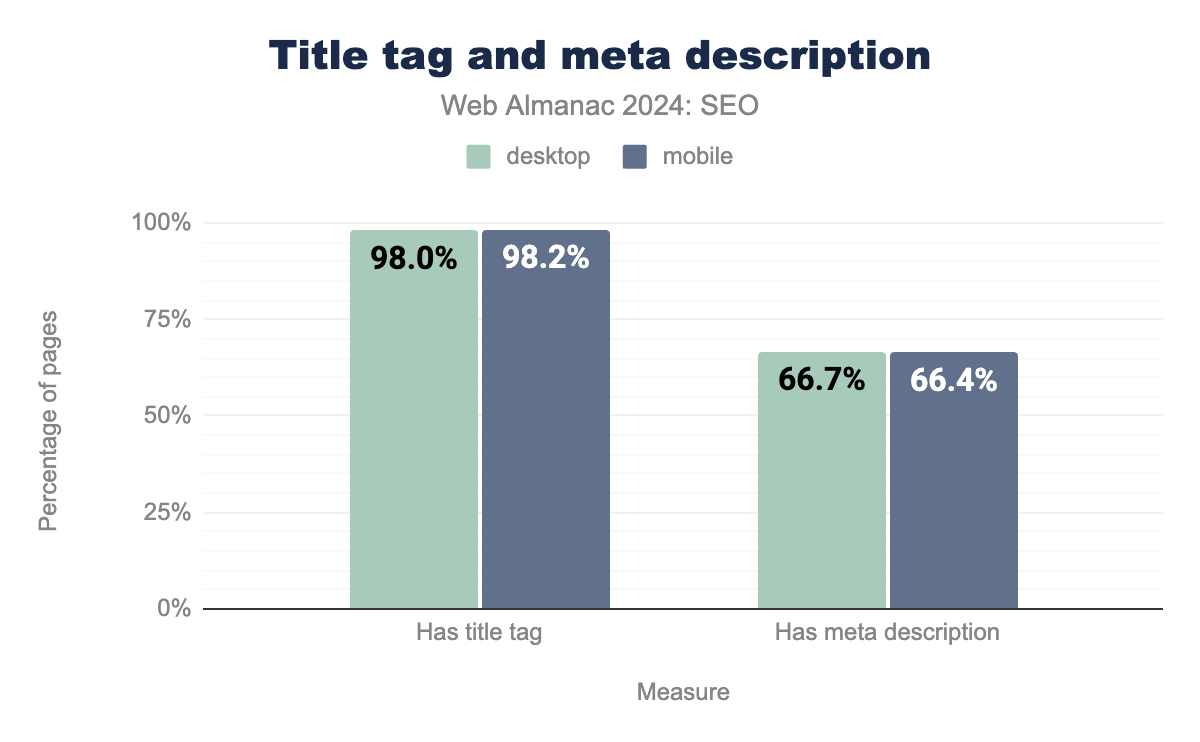 Title tag and meta description
Web Almanac 2024: SEO
desktop mobile
100%
75%
50%
25%
0%
Percentage of pages
98.0% 98.2%
66.7% 66.4%
Has title tag Has meta description
Measure